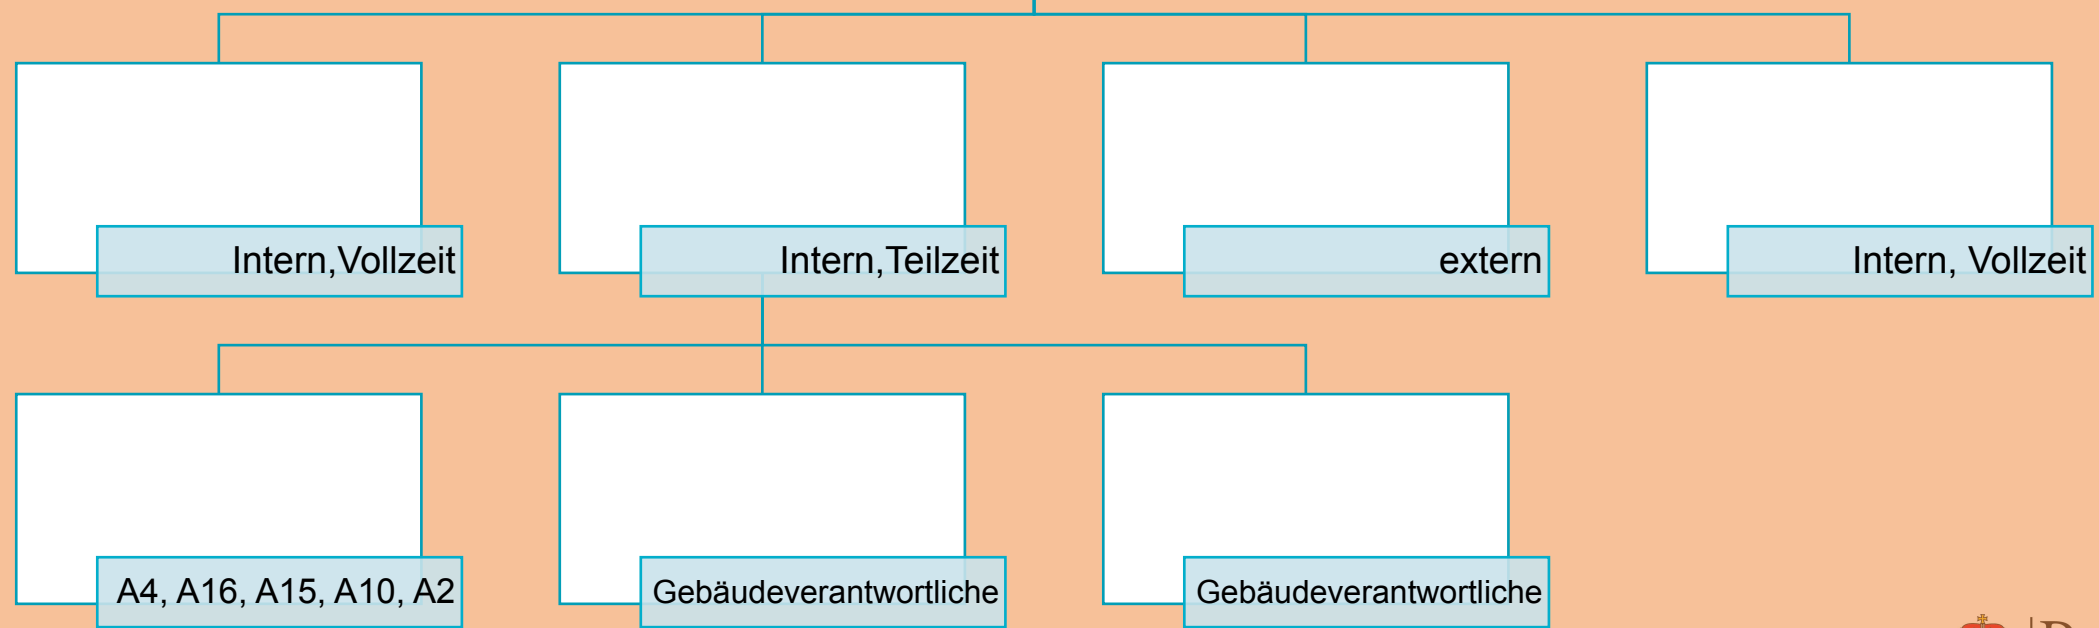 Intern,Vollzeit
Intern,Teilzeit
extern
Intern, Vollzeit
A4, A16, A15, A10, A2
Gebäudeverantwortliche
Gebäudeverantwortliche